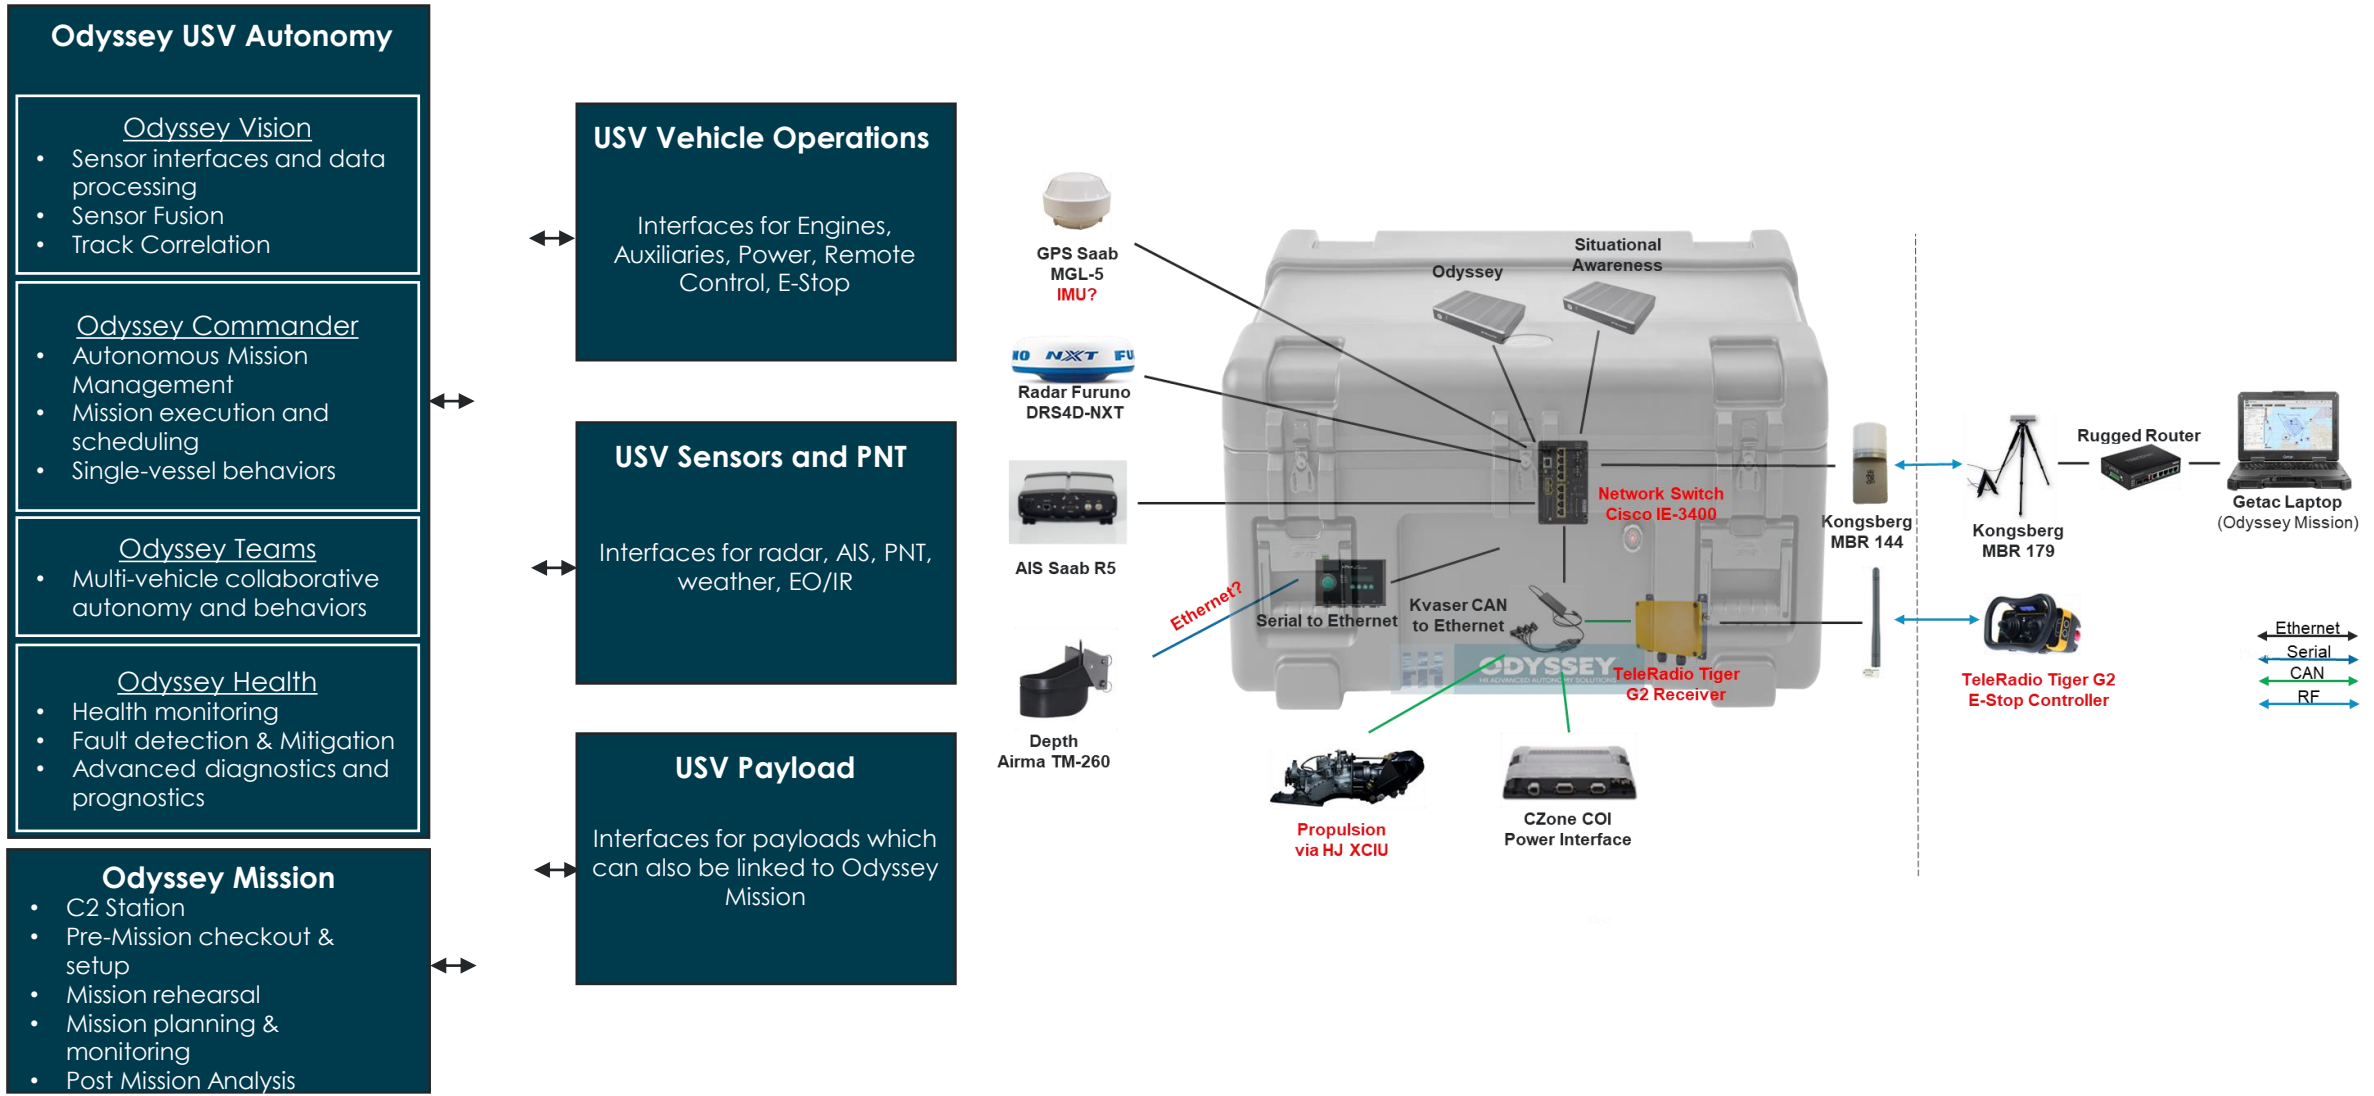 Odyssey USV Autonomy
Odyssey Vision
• Sensor interfaces and data
processing
• Sensor Fusion
• Track Correlation
Odyssey Commander
• Autonomous Mission
Management
• Mission execution and
scheduling
• Single-vessel behaviors
Odyssey Teams
• Multi-vehicle collaborative
autonomy and behaviors
Odyssey Health
• Health monitoring
• Fault detection & Mitigation
• Advanced diagnostics and
prognostics
Odyssey Mission
• C2 Station
• Pre-Mission checkout &
setup
• Mission rehearsal
• Mission planning &
monitoring
• Post Mission Analysis
USV Vehicle Operations
Interfaces for Engines,
Auxiliaries, Power, Remote
Control, E-Stop
USV Sensors and PNT
Interfaces for radar, AIS, PNT,
weather, EO/IR
USV Payload
Interfaces for payloads which
can also be linked to Odyssey
Mission
GPS Saab
MGL-5
IMU?
NXT FU
Radar Furuno
DRS4D-NXT
AIS Saab R5
Ethernet?
Depth
Airma TM-260
Odyssey
Situational
Awareness
Network Switch
Cisco IE-3400
Serial to Ethernet
Kvaser CAN
to Ethernet
HII ODYSSEY
HII ADVANCED AUTONOMY SOLUTIONS
TeleRadio Tiger
G2 Receiver
Propulsion
via HJ XCIU
CZone COI
Power Interface
Kongsberg
MBR 144
Kongsberg
MBR 179
Rugged Router
Getac Laptop
(Odyssey Mission)
TeleRadio Tiger G2
E-Stop Controller
Ethernet
Serial
CAN
RF